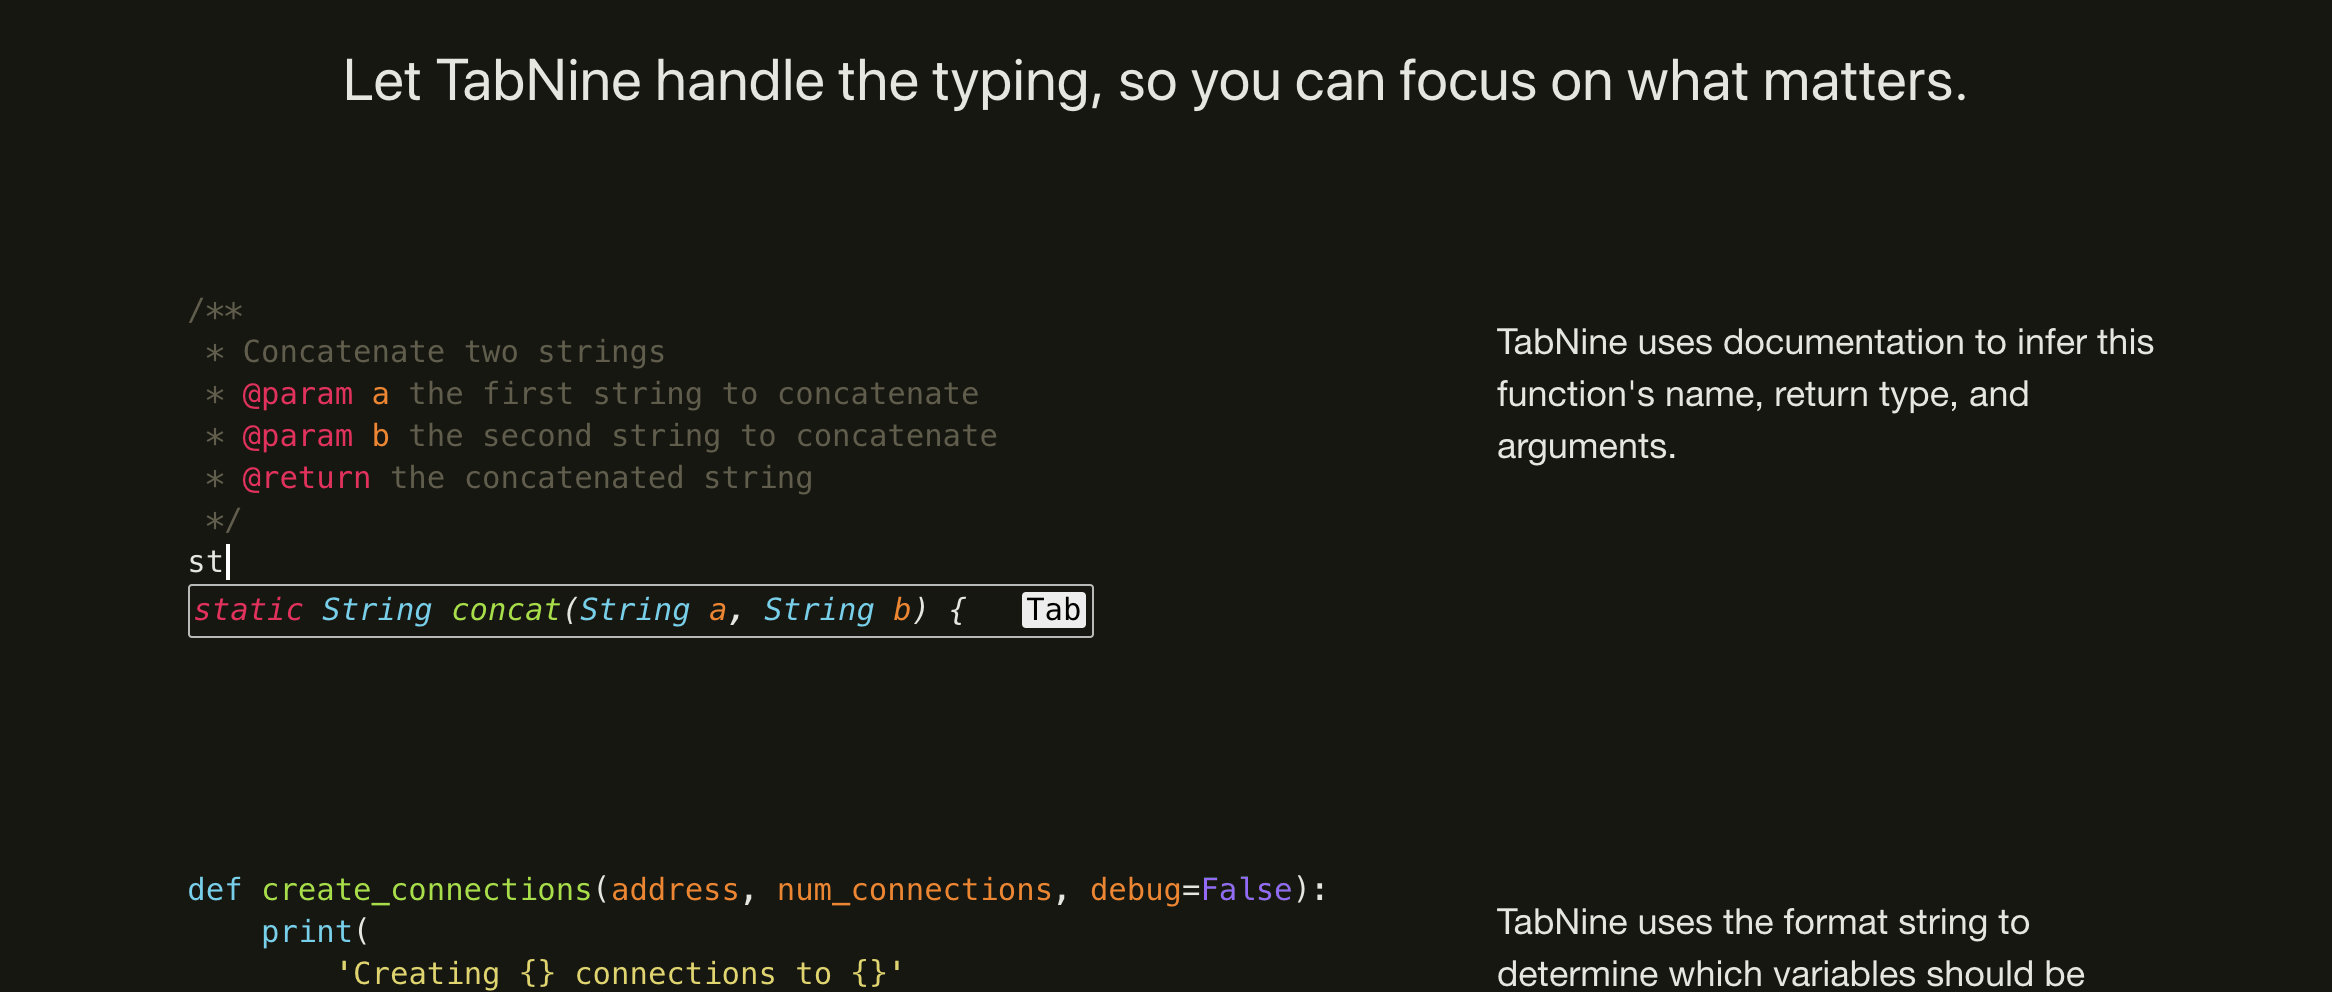 Let TabNine handle the typing, so you can focus on what matters.
/**
 * Concatenate two strings
 * @param a the first string to concatenate
 * @param b the second string to concatenate
 * @return the concatenated string
 */
st
static String concat(String a, String b) { Tab
TabNine uses documentation to infer this
function's name, return type, and
arguments.
def create_connections(address, num_connections, debug=False):
    print(
        'Creating {} connections to {}'
TabNine uses the format string to
determine which variables should be